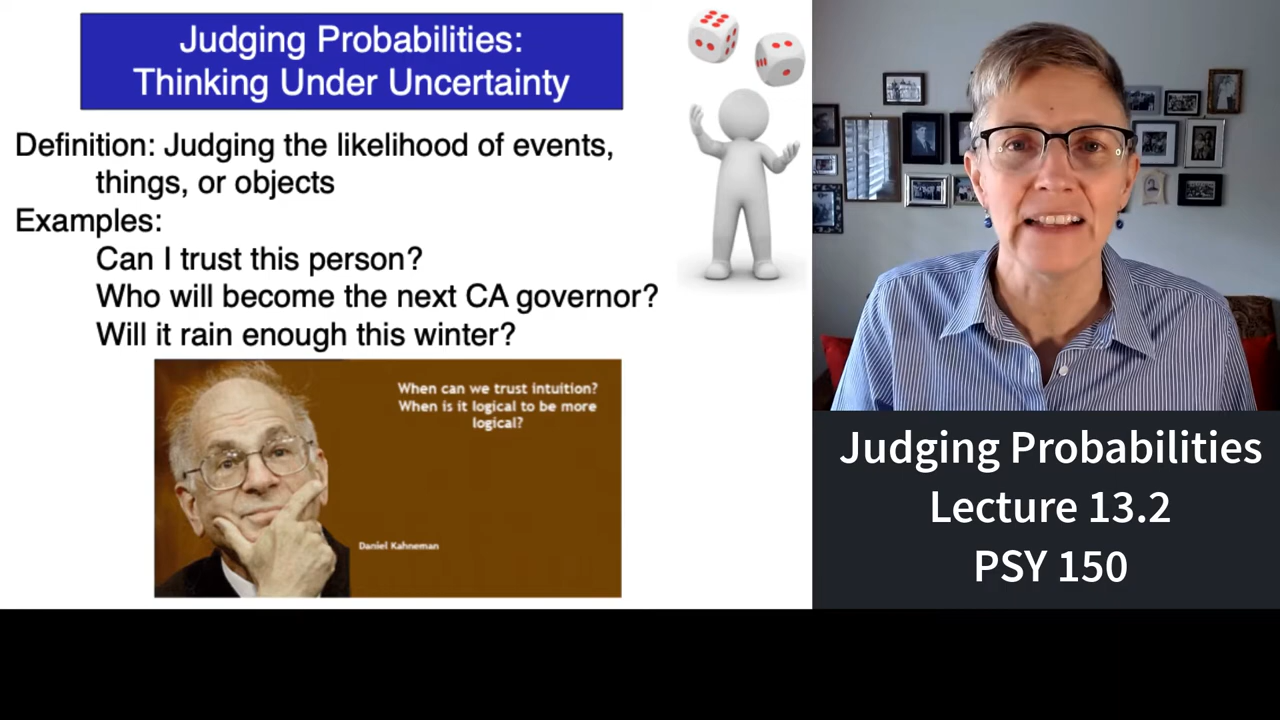 Judging Probabilities:
Thinking Under Uncertainty
Definition: Judging the likelihood of events,
things, or objects
Examples:
Can I trust this person?
Who will become the next CA governor?
Will it rain enough this winter?
When can we trust intuition?
When is it logical to be more
logical?
Daniel Kahneman
Judging Probabilities
Lecture 13.2
PSY 150